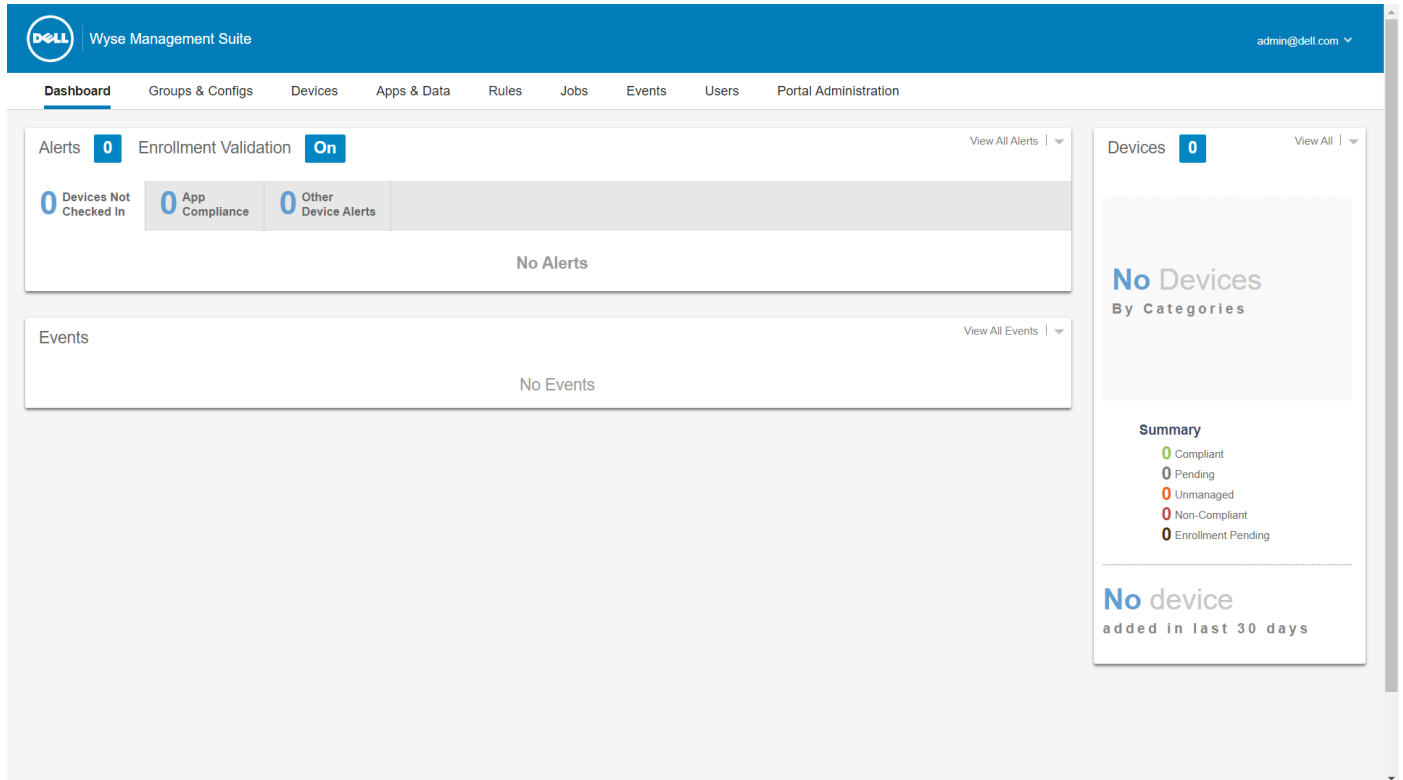 DELL
Wyse Management Suite
admin@dell.com
Dashboard Groups & Configs Devices Apps & Data Rules Jobs Events Users Portal Administration
Alerts 0 Enrollment Validation On View All Alerts
0 Devices Not Checked In
0 App Compliance
0 Other Device Alerts
No Alerts
Events View All Events
No Events
Devices 0 View All
No Devices
By Categories
Summary
0 Compliant
0 Pending
0 Unmanaged
0 Non-Compliant
0 Enrollment Pending
No device
added in last 30 days